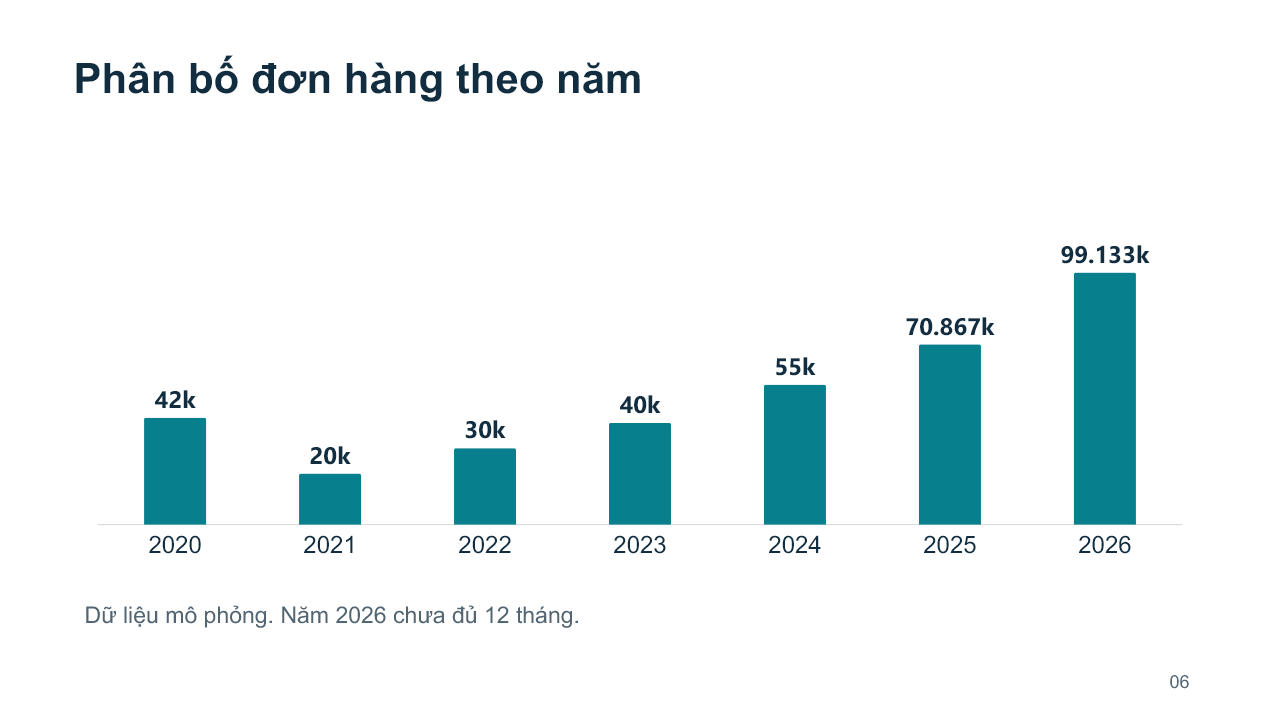 Phân bố đơn hàng theo năm
99.133k
70.867k
55k
42k
40k
30k
20k
2020 2021 2022 2023 2024 2025 2026
Dữ liệu mô phỏng. Năm 2026 chưa đủ 12 tháng.
06